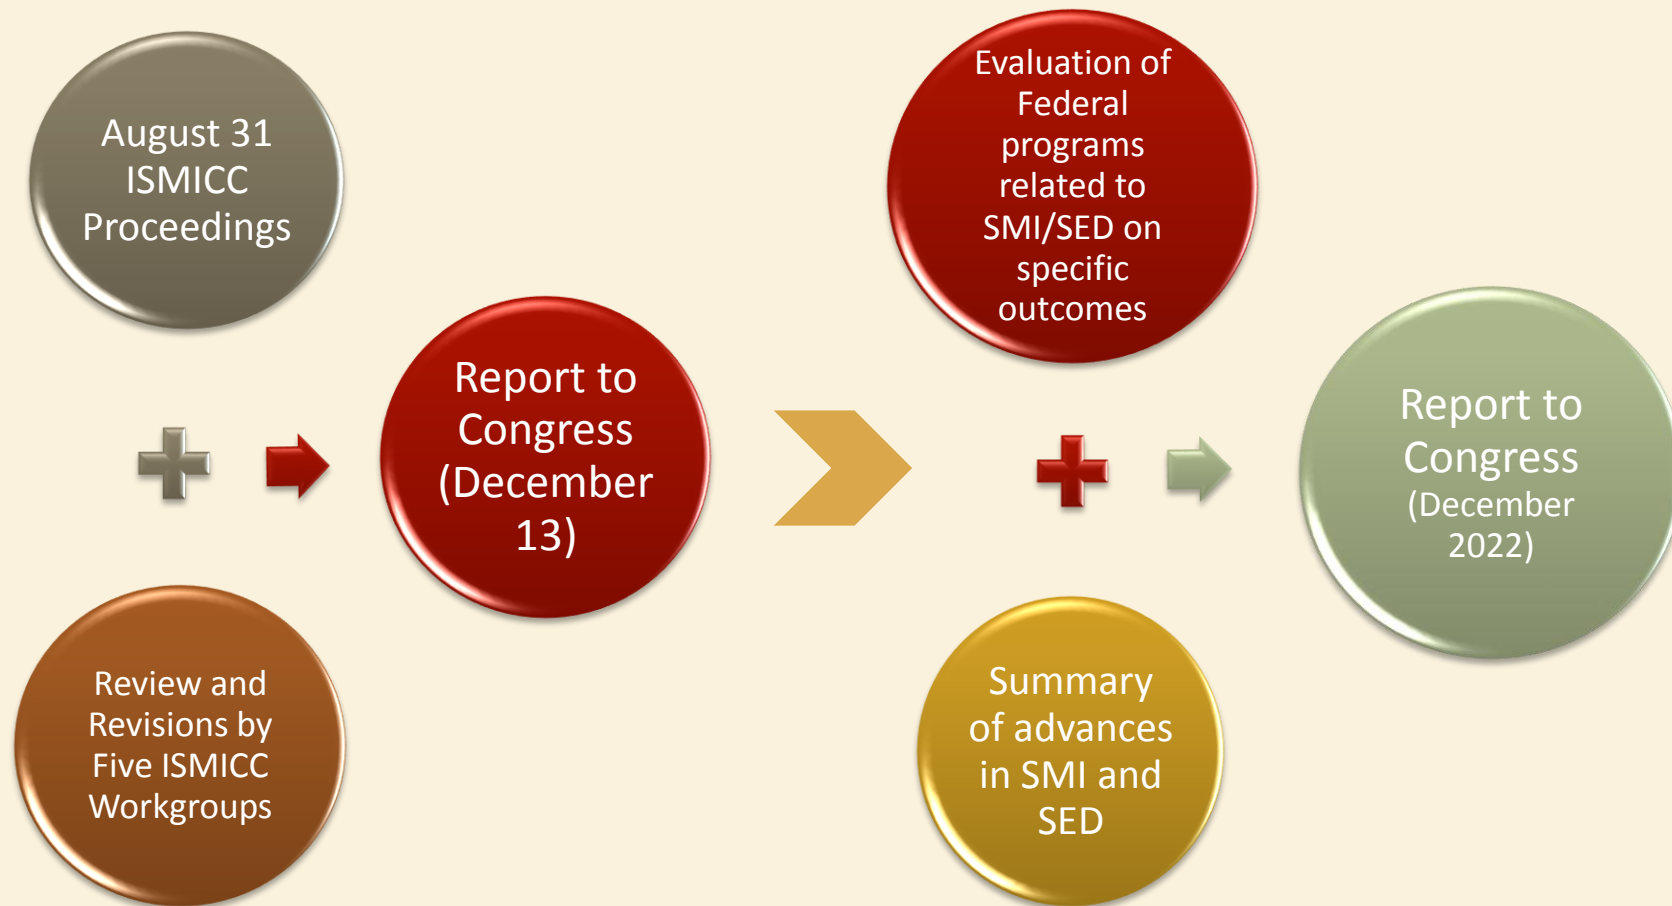 August 31
ISMICC
Proceedings
Review and
Revisions by
Five ISMICC
Workgroups
Report to
Congress
(December
13)
Evaluation of
Federal
programs
related to
SMI/SED on
specific
outcomes
Summary
of advances
in SMI and
SED
Report to
Congress
(December
2022)